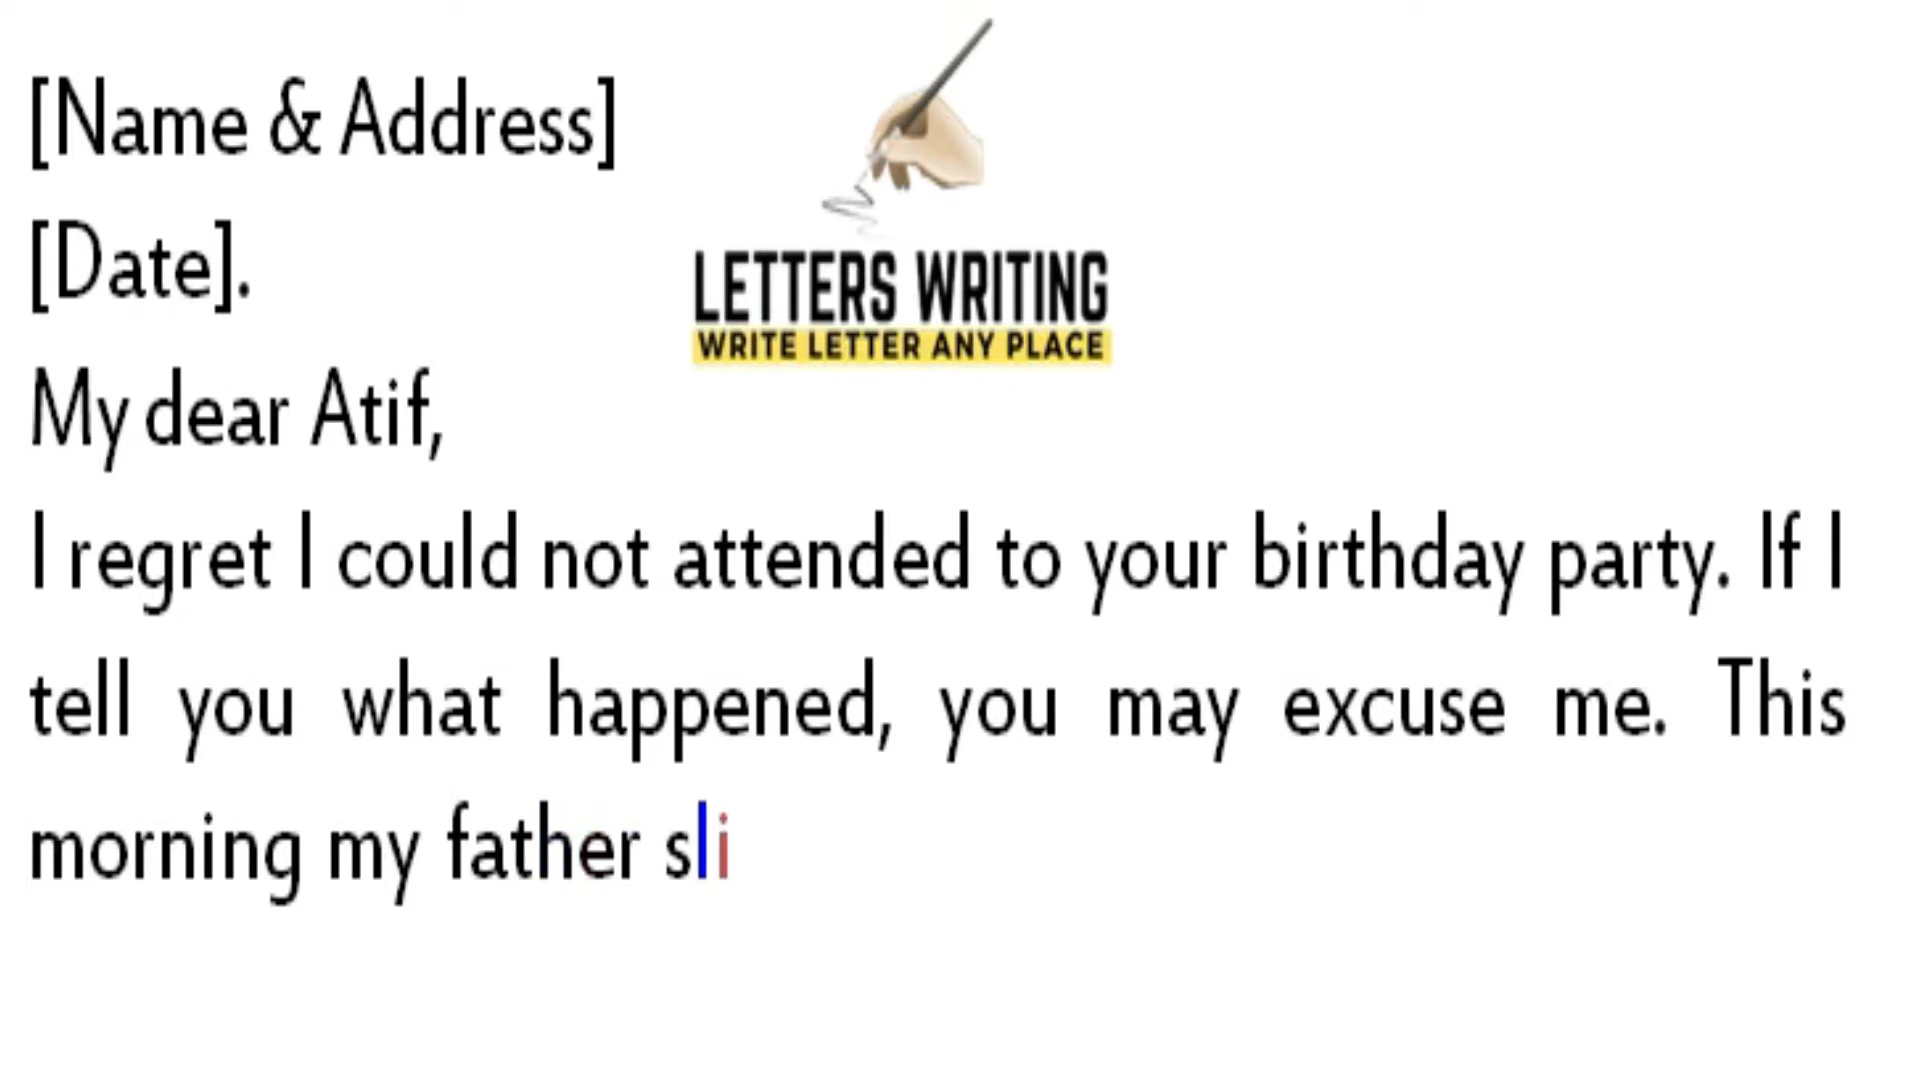 [Name & Address]
[Date].
LETTERS WRITING
WRITE LETTER ANY PLACE
My dear Atif,
I regret I could not attended to your birthday party. If I
tell you what happened, you may excuse me. This
morning my father sli